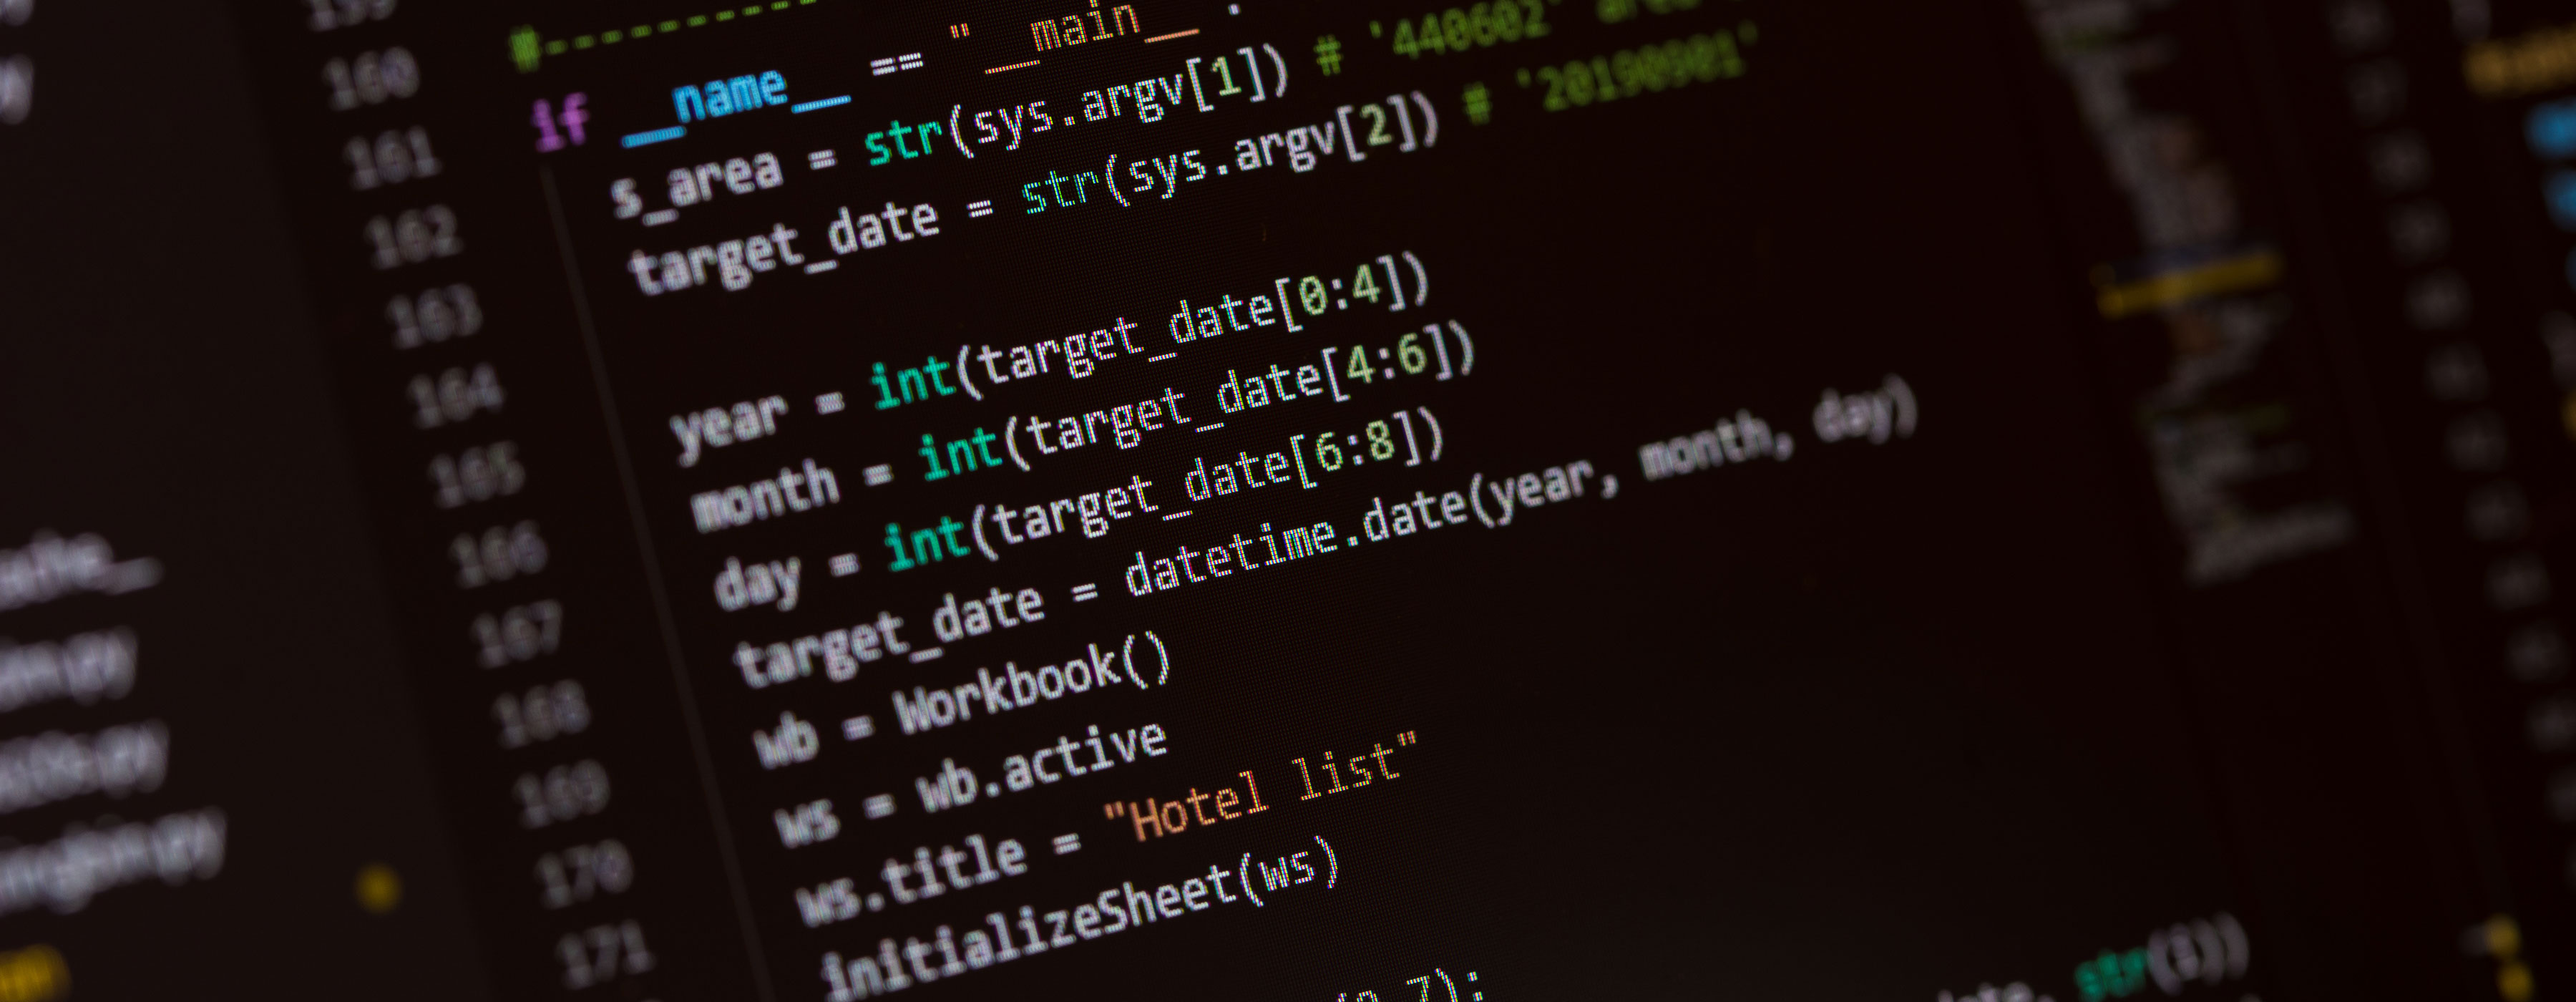 160
#----------
161
if __name__ == "__main__
162
s_area = str(sys.argv[1]) # '440602' area
163
target_date = str(sys.argv[2]) # '20190901'
164
165
year = int(target_date[0:4])
166
month = int(target_date[4:6])
167
day = int(target_date[6:8])
168
target_date = datetime.date(year, month, day)
169
wb = Workbook()
170
ws = wb.active
171
ws.title = "Hotel list"
initializeSheet(ws)
7):
str(i))